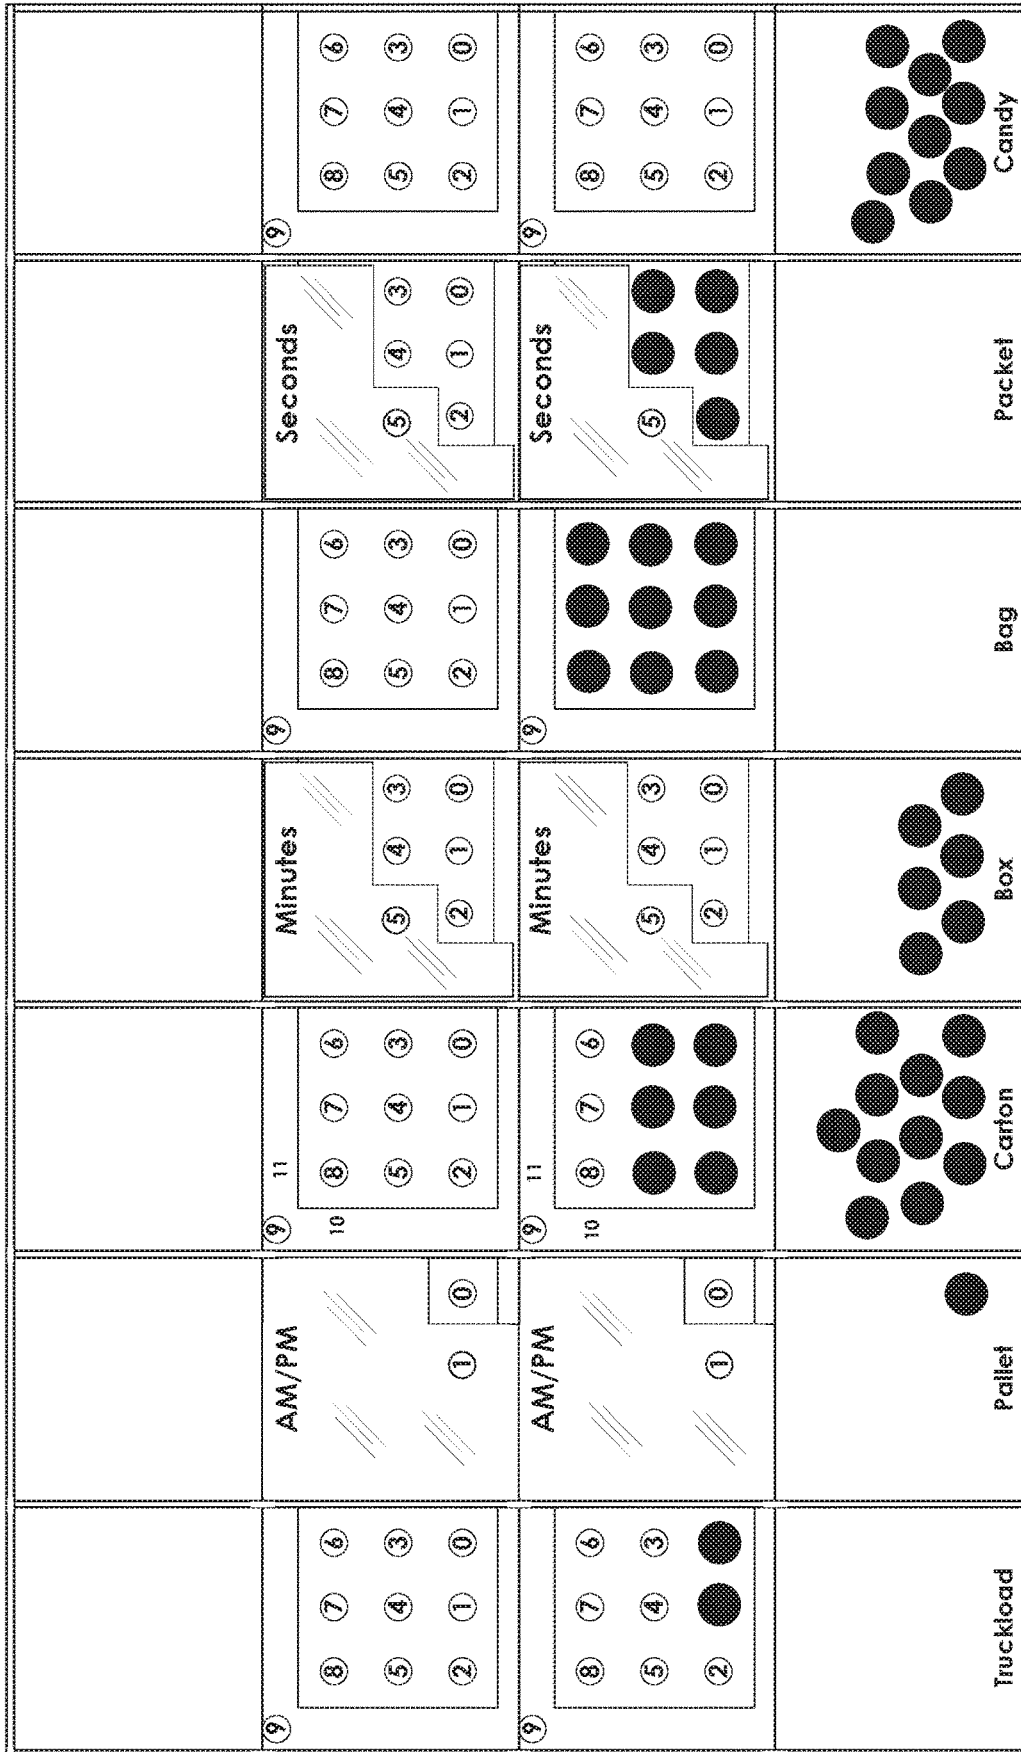 ⑨ AM/PM ⑨ 11 Minutes ⑨ Seconds ⑨
⑧ ⑦ ⑥ 10 ⑧ ⑦ ⑥ ⑧ ⑦ ⑥ ⑧ ⑦ ⑥
⑤ ④ ③ ⑤ ④ ③ ⑤ ④ ③ ⑤ ④ ③ ⑤ ④ ③ ⑤ ④ ③
② ① ⓪ ① ⓪ ② ① ⓪ ② ① ⓪ ② ① ⓪ ② ① ⓪ ② ① ⓪
⑨ AM/PM ⑨ 11 Minutes ⑨ Seconds ⑨
⑧ ⑦ ⑥ 10 ⑧ ⑦ ⑥ ⑧ ⑦ ⑥
⑤ ④ ③ ⑤ ④ ③ ⑤ ⑤ ④ ③
② ① ⓪ ② ① ⓪ ② ① ⓪
Truckload Pallet Carton Box Bag Packet Candy